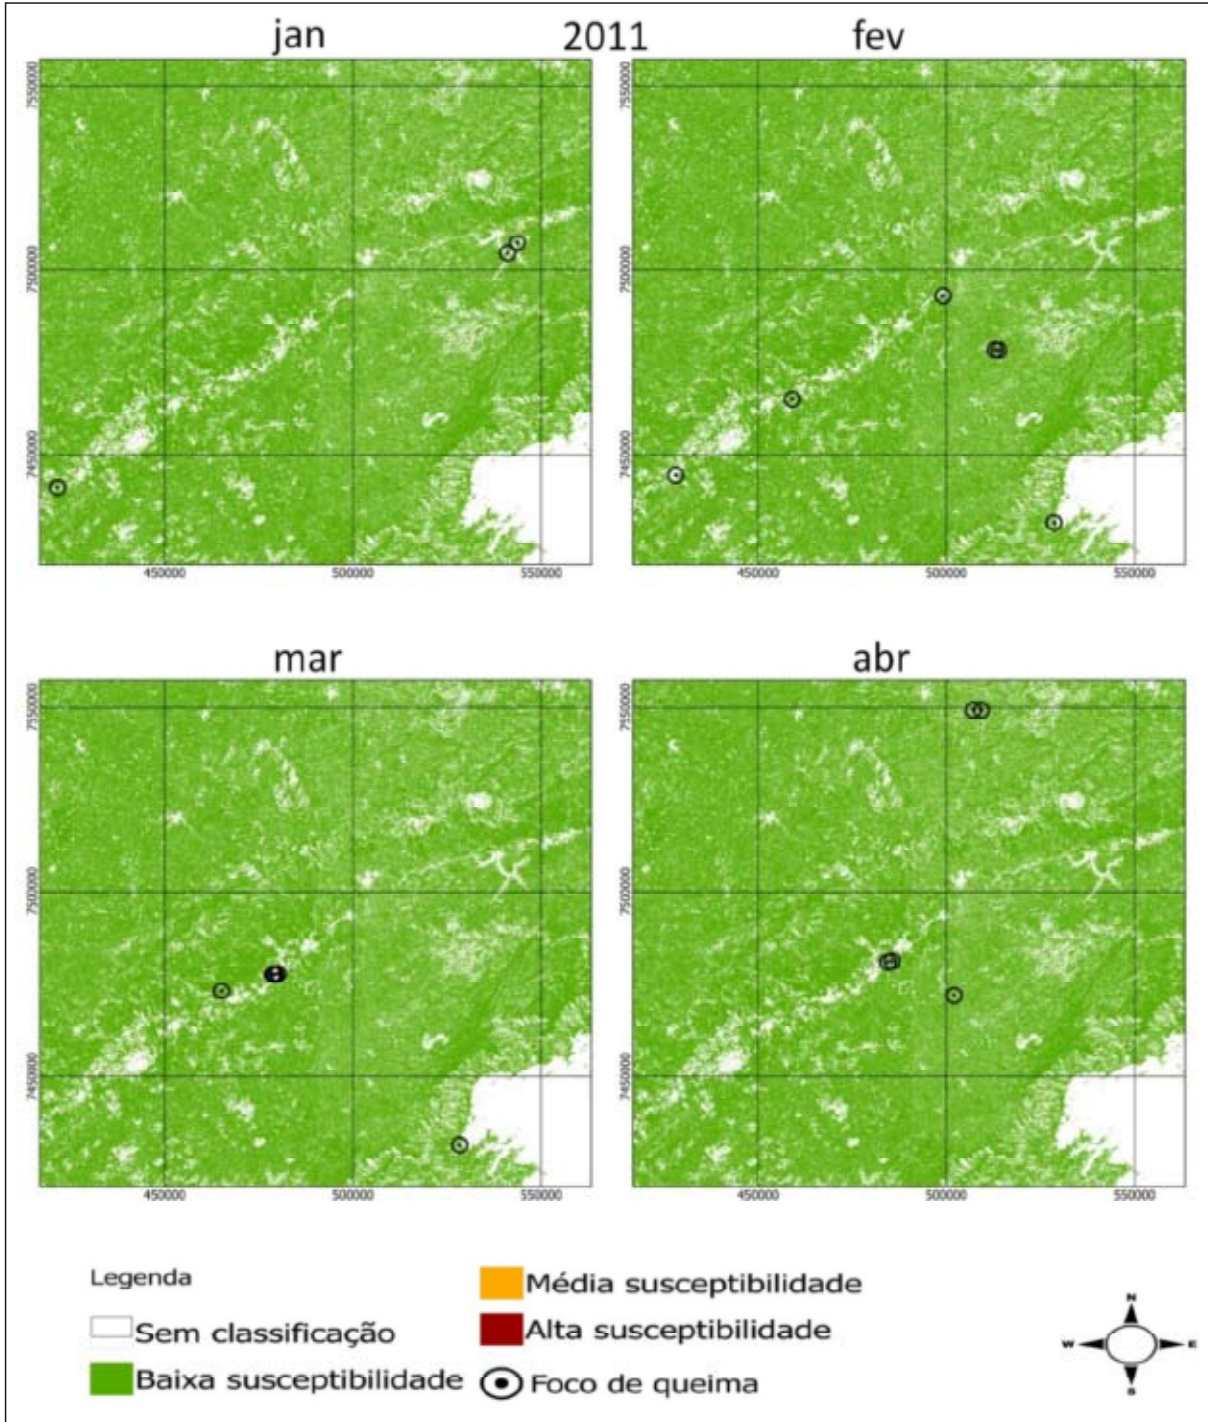 jan 2011 fev
7550000 7550000
7500000 7500000
7450000 7450000
450000 500000 550000 450000 500000 550000
mar abr
7550000 7550000
7500000 7500000
7450000 7450000
450000 500000 550000 450000 500000 550000
Legenda
Sem classificação
Baixa susceptibilidade
Média susceptibilidade
Alta susceptibilidade
Foco de queima
N
W E
S